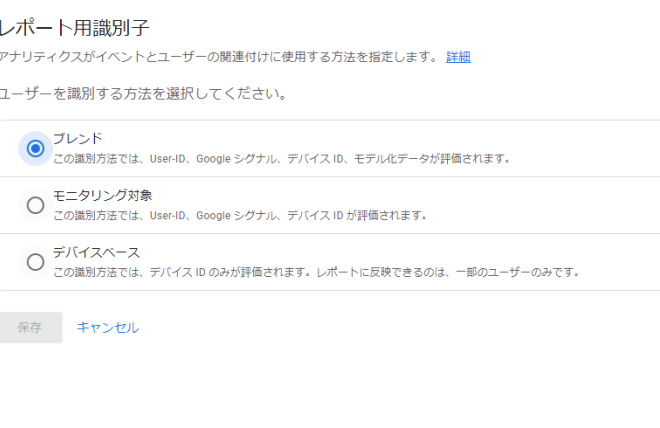 レポート用識別子
アナリティクスがイベントとユーザーの関連付けに使用する方法を指定します。 詳細
ユーザーを識別する方法を選択してください。
ブレンド
この識別方法では、User-ID、Google シグナル、デバイス ID、モデル化データが評価されます。
モニタリング対象
この識別方法では、User-ID、Google シグナル、デバイス ID が評価されます。
デバイスベース
この識別方法では、デバイス ID のみが評価されます。レポートに反映できるのは、一部のユーザーのみです。
保存 キャンセル